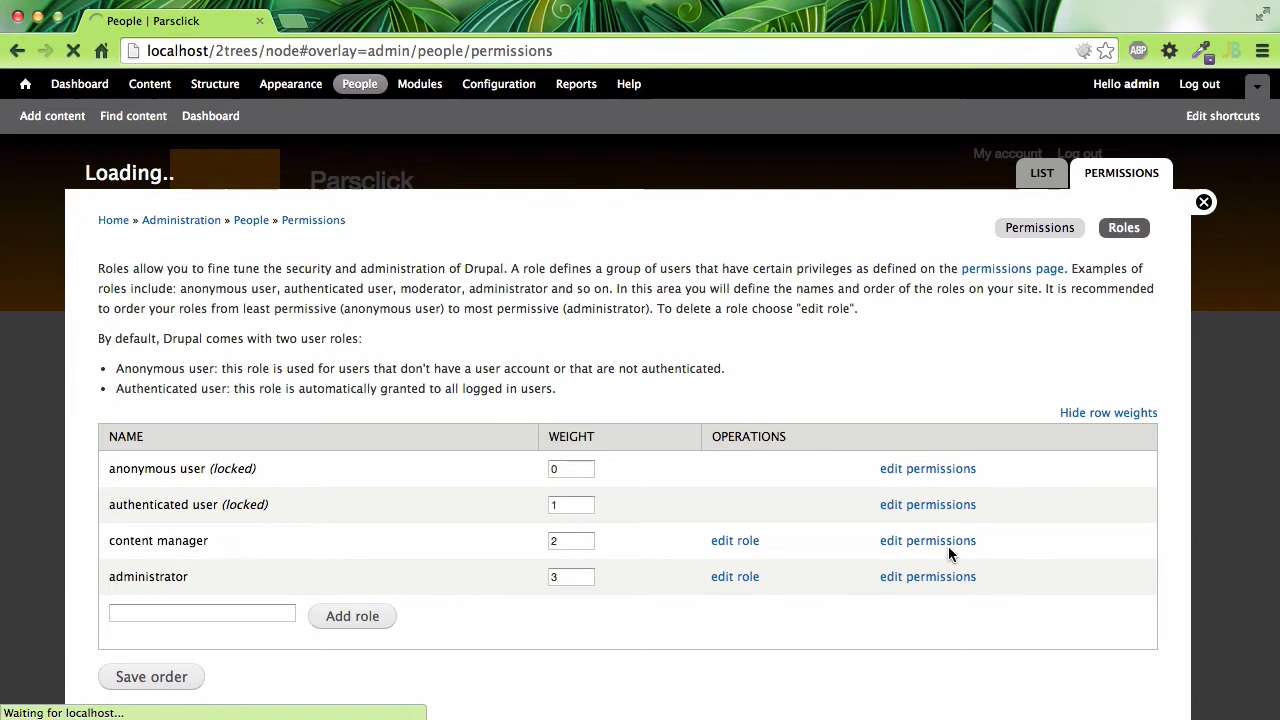 People | Parsclick
localhost/2trees/node#overlay=admin/people/permissions
ABP
JB
Dashboard Content Structure Appearance People Modules Configuration Reports Help Hello admin Log out
Add content Find content Dashboard Edit shortcuts
My account Log out
Loading..
Parsclick
LIST PERMISSIONS
Home » Administration » People » Permissions
Permissions Roles
Roles allow you to fine tune the security and administration of Drupal. A role defines a group of users that have certain privileges as defined on the permissions page. Examples of
roles include: anonymous user, authenticated user, moderator, administrator and so on. In this area you will define the names and order of the roles on your site. It is recommended
to order your roles from least permissive (anonymous user) to most permissive (administrator). To delete a role choose "edit role".
By default, Drupal comes with two user roles:
• Anonymous user: this role is used for users that don't have a user account or that are not authenticated.
• Authenticated user: this role is automatically granted to all logged in users.
Hide row weights
NAME WEIGHT OPERATIONS
anonymous user (locked) 0 edit permissions
authenticated user (locked) 1 edit permissions
content manager 2 edit role edit permissions
administrator 3 edit role edit permissions
Add role
Save order
Waiting for localhost...